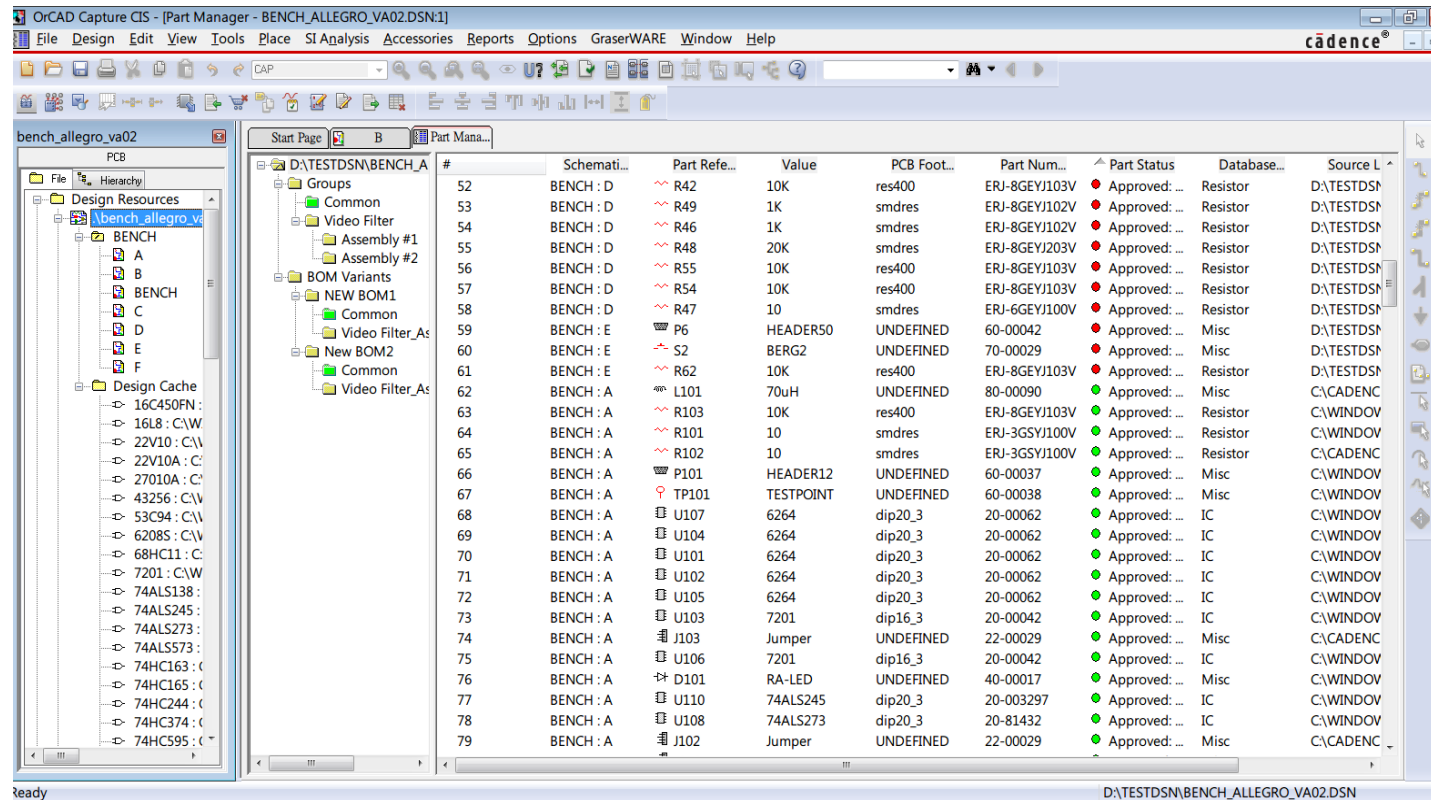 OrCAD Capture CIS - [Part Manager - BENCH_ALLEGRO_VA02.DSN:1]
File Design Edit View Tools Place SI Analysis Accessories Reports Options GraserWARE Window Help
cādence®
CAP
U?
bench_allegro_va02
PCB
File Hierarchy
Design Resources
.\bench_allegro_va
BENCH
A
B
BENCH
C
D
E
F
Design Cache
16C450FN :
16L8 : C:\W
22V10 : C:\
22V10A : C:
27010A : C:
43256 : C:\
53C94 : C:\
6208S : C:\
68HC11 : C:
7201 : C:\W
74ALS138 :
74ALS245 :
74ALS273 :
74ALS573 :
74HC163 :
74HC165 :
74HC244 :
74HC374 :
74HC595 :
Start Page B Part Mana...
D:\TESTDSN\BENCH_A
Groups
Common
Video Filter
Assembly #1
Assembly #2
BOM Variants
NEW BOM1
Common
Video Filter_As
New BOM2
Common
Video Filter_As
# Schemati... Part Refe... Value PCB Foot... Part Num... Part Status Database... Source L
52 BENCH : D R42 10K res400 ERJ-8GEYJ103V Approved: ... Resistor D:\TESTDSN
53 BENCH : D R49 1K smdres ERJ-8GEYJ102V Approved: ... Resistor D:\TESTDSN
54 BENCH : D R46 1K smdres ERJ-8GEYJ102V Approved: ... Resistor D:\TESTDSN
55 BENCH : D R48 20K smdres ERJ-8GEYJ203V Approved: ... Resistor D:\TESTDSN
56 BENCH : D R55 10K res400 ERJ-8GEYJ103V Approved: ... Resistor D:\TESTDSN
57 BENCH : D R54 10K res400 ERJ-8GEYJ103V Approved: ... Resistor D:\TESTDSN
58 BENCH : D R47 10 smdres ERJ-6GEYJ100V Approved: ... Resistor D:\TESTDSN
59 BENCH : E P6 HEADER50 UNDEFINED 60-00042 Approved: ... Misc D:\TESTDSN
60 BENCH : E S2 BERG2 UNDEFINED 70-00029 Approved: ... Misc D:\TESTDSN
61 BENCH : E R62 10K res400 ERJ-8GEYJ103V Approved: ... Resistor D:\TESTDSN
62 BENCH : A L101 70uH UNDEFINED 80-00090 Approved: ... Misc C:\CADENC
63 BENCH : A R103 10K res400 ERJ-8GEYJ103V Approved: ... Resistor C:\WINDOW
64 BENCH : A R101 10 smdres ERJ-3GSYJ100V Approved: ... Resistor C:\WINDOW
65 BENCH : A R102 10 smdres ERJ-3GSYJ100V Approved: ... Resistor C:\CADENC
66 BENCH : A P101 HEADER12 UNDEFINED 60-00037 Approved: ... Misc C:\WINDOW
67 BENCH : A TP101 TESTPOINT UNDEFINED 60-00038 Approved: ... Misc C:\WINDOW
68 BENCH : A U107 6264 dip20_3 20-00062 Approved: ... IC C:\WINDOW
69 BENCH : A U104 6264 dip20_3 20-00062 Approved: ... IC C:\WINDOW
70 BENCH : A U101 6264 dip20_3 20-00062 Approved: ... IC C:\WINDOW
71 BENCH : A U102 6264 dip20_3 20-00062 Approved: ... IC C:\WINDOW
72 BENCH : A U105 6264 dip20_3 20-00062 Approved: ... IC C:\WINDOW
73 BENCH : A U103 7201 dip16_3 20-00042 Approved: ... IC C:\WINDOW
74 BENCH : A J103 Jumper UNDEFINED 22-00029 Approved: ... Misc C:\CADENC
75 BENCH : A U106 7201 dip16_3 20-00042 Approved: ... IC C:\WINDOW
76 BENCH : A D101 RA-LED UNDEFINED 40-00017 Approved: ... Misc C:\WINDOW
77 BENCH : A U110 74ALS245 dip20_3 20-003297 Approved: ... IC C:\WINDOW
78 BENCH : A U108 74ALS273 dip20_3 20-81432 Approved: ... IC C:\WINDOW
79 BENCH : A J102 Jumper UNDEFINED 22-00029 Approved: ... Misc C:\CADENC
Ready
D:\TESTDSN\BENCH_ALLEGRO_VA02.DSN